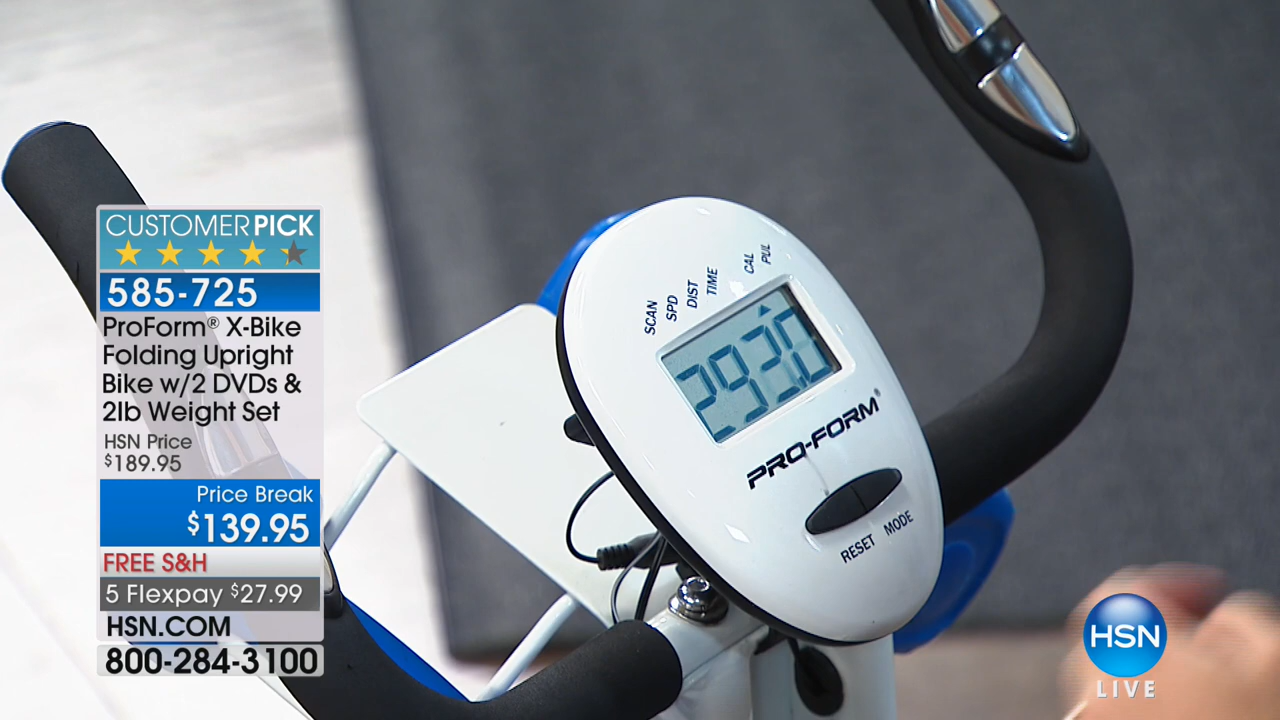 CUSTOMER PICK
585-725
ProForm® X-Bike
Folding Upright
Bike w/2 DVDs &
2lb Weight Set
HSN Price
$189.95
Price Break
$139.95
FREE S&H
5 Flexpay $27.99
HSN.COM
800-284-3100
SCAN
SPD
DIST
TIME
CAL
PUL
293.0
PRO-FORM®
RESET MODE
HSN
LIVE